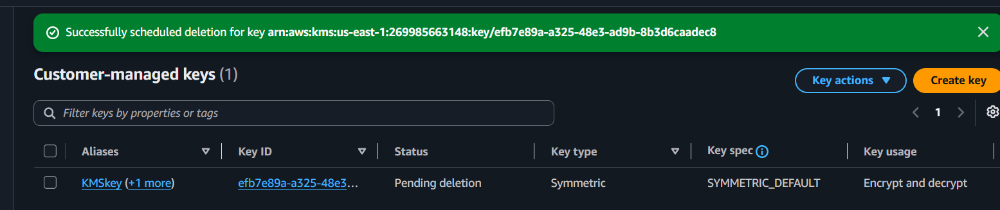 Successfully scheduled deletion for key arn:aws:kms:us-east-1:269985663148:key/efb7e89a-a325-48e3-ad9b-8b3d6caadec8
Customer-managed keys (1)
Key actions
Create key
Filter keys by properties or tags
1
Aliases Key ID Status Key type Key spec Key usage
KMSkey (+1 more) efb7e89a-a325-48e3... Pending deletion Symmetric SYMMETRIC_DEFAULT Encrypt and decrypt